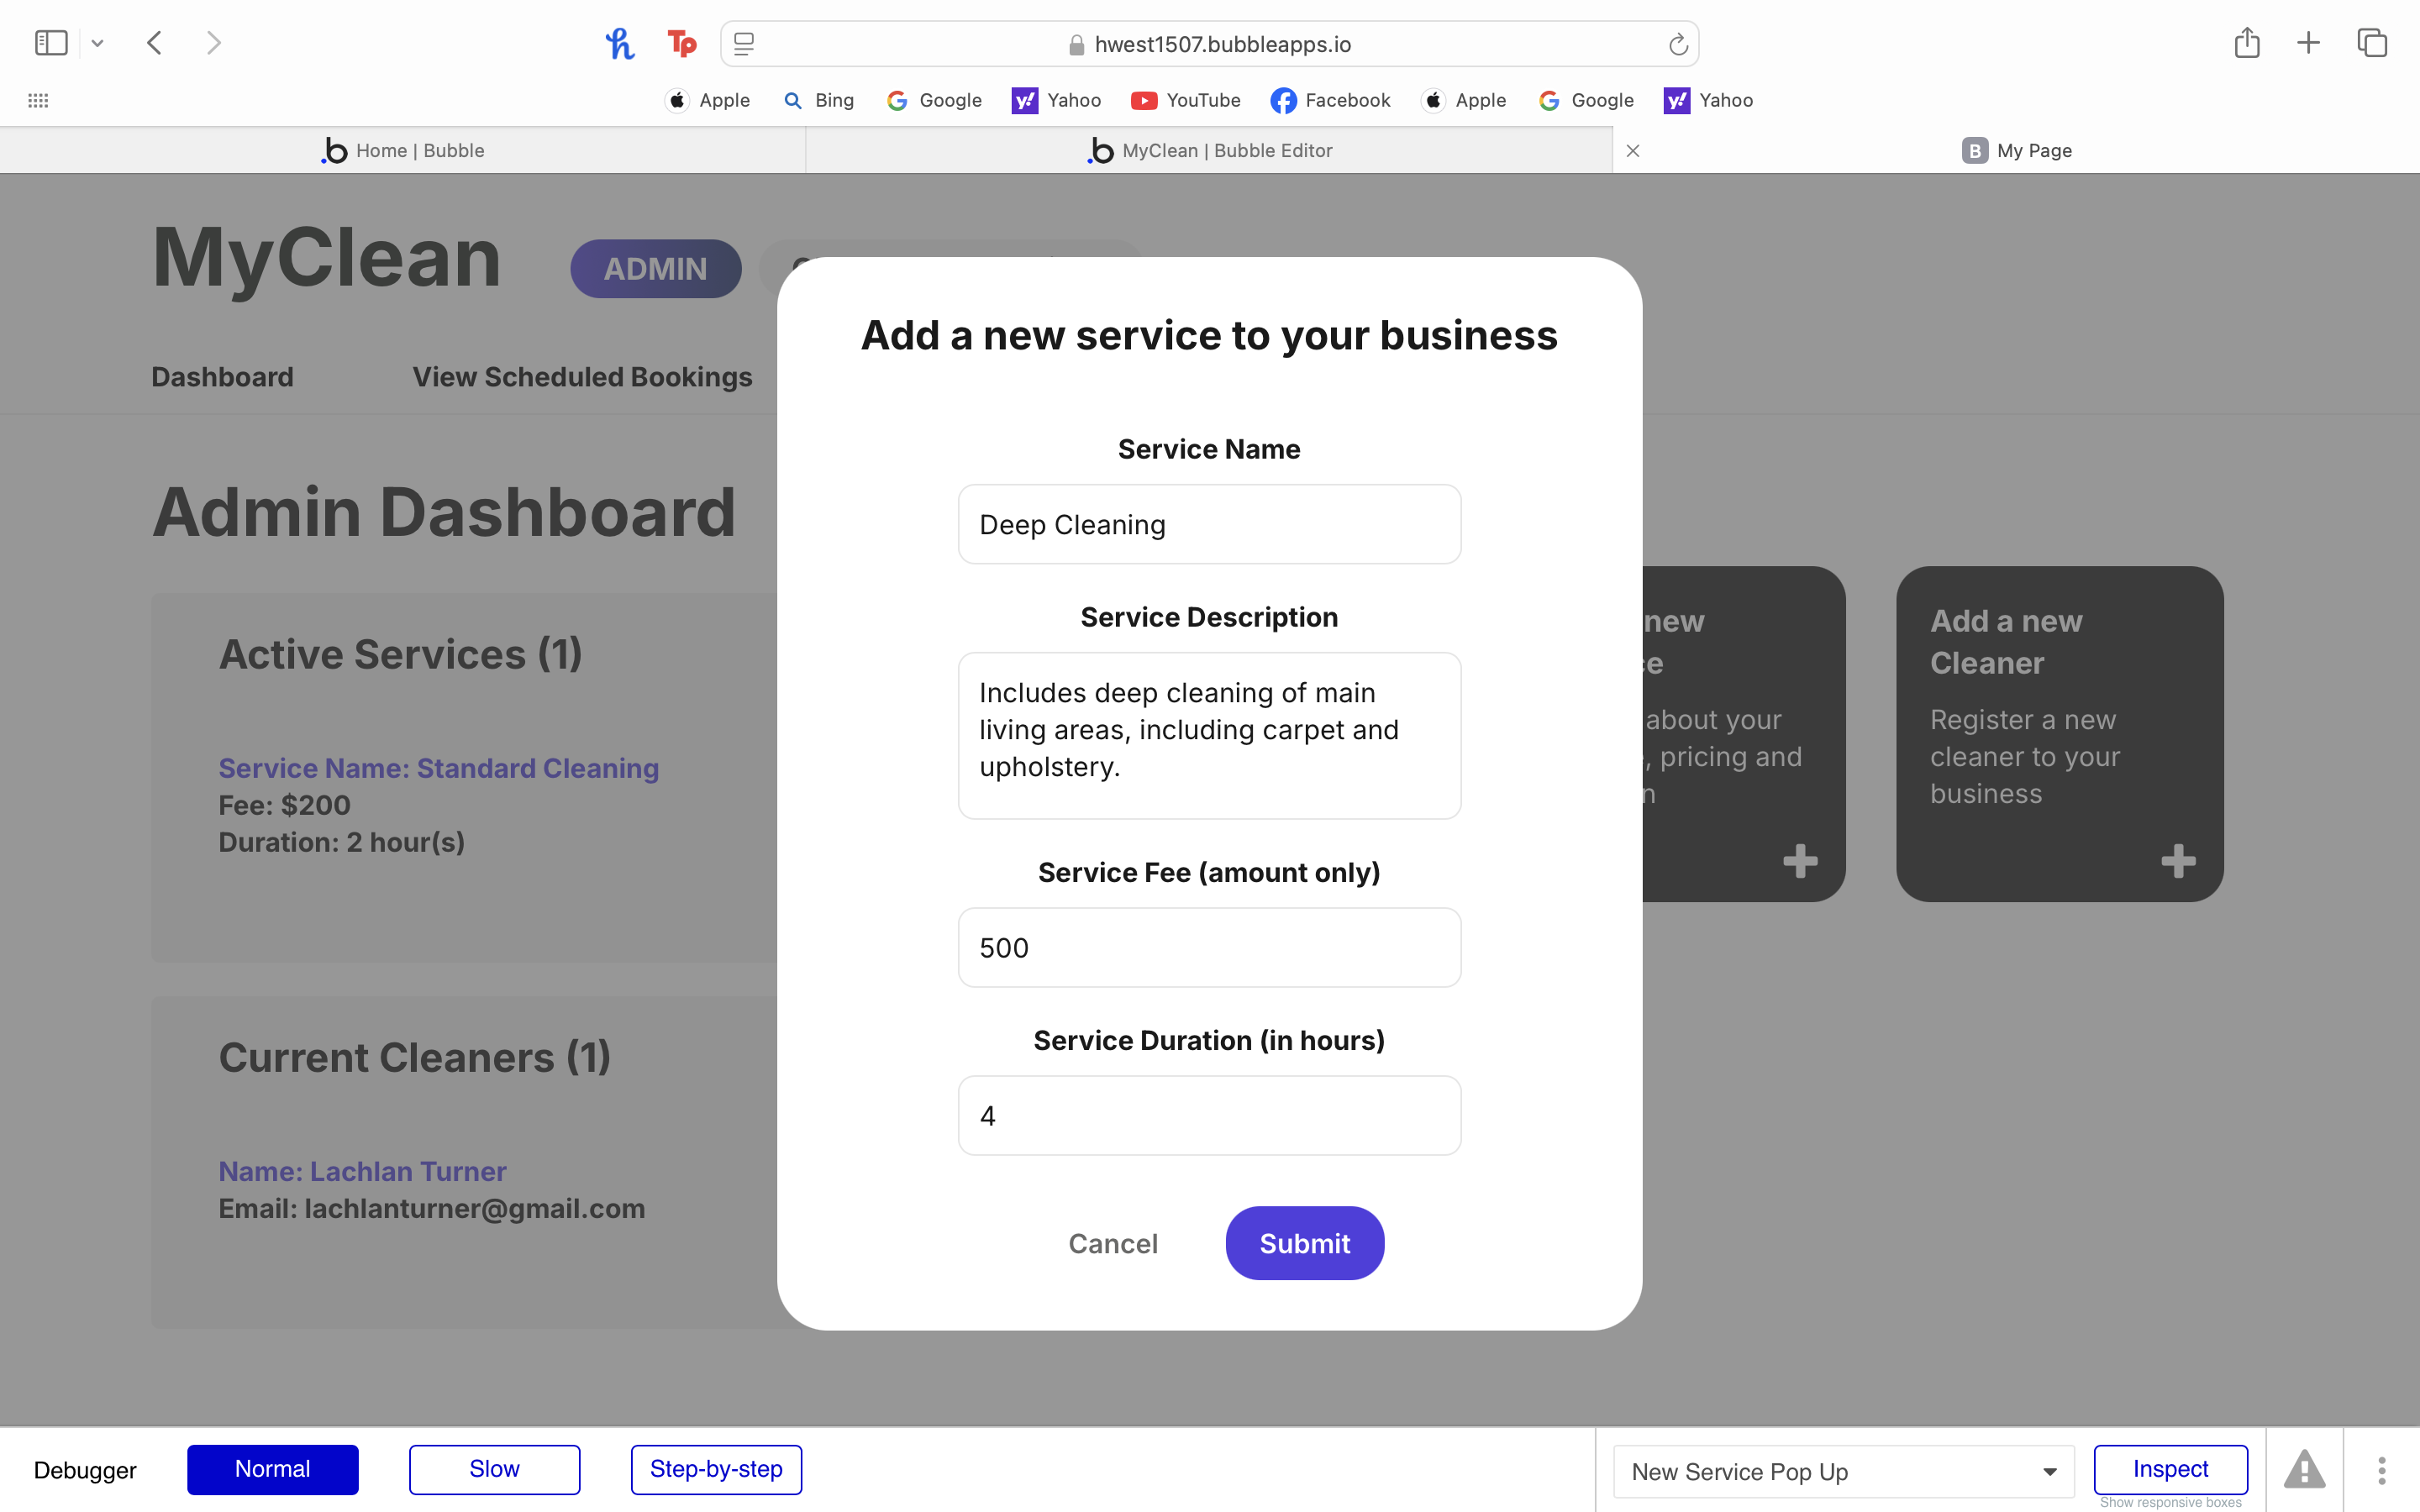 hwest1507.bubbleapps.io
Apple Bing Google Yahoo YouTube Facebook Apple Google Yahoo
Home | Bubble
MyClean | Bubble Editor
My Page
MyClean
ADMIN
Dashboard
View Scheduled Bookings
Admin Dashboard
Active Services (1)
Service Name: Standard Cleaning
Fee: $200
Duration: 2 hour(s)
Current Cleaners (1)
Name: Lachlan Turner
Email: lachlanturner@gmail.com
Add a new service to your business
Service Name
Deep Cleaning
Service Description
Includes deep cleaning of main
living areas, including carpet and
upholstery.
Service Fee (amount only)
500
Service Duration (in hours)
4
Cancel
Submit
new
about your
, pricing and
Add a new
Cleaner
Register a new
cleaner to your
business
Debugger
Normal
Slow
Step-by-step
New Service Pop Up
Inspect
Show responsive boxes